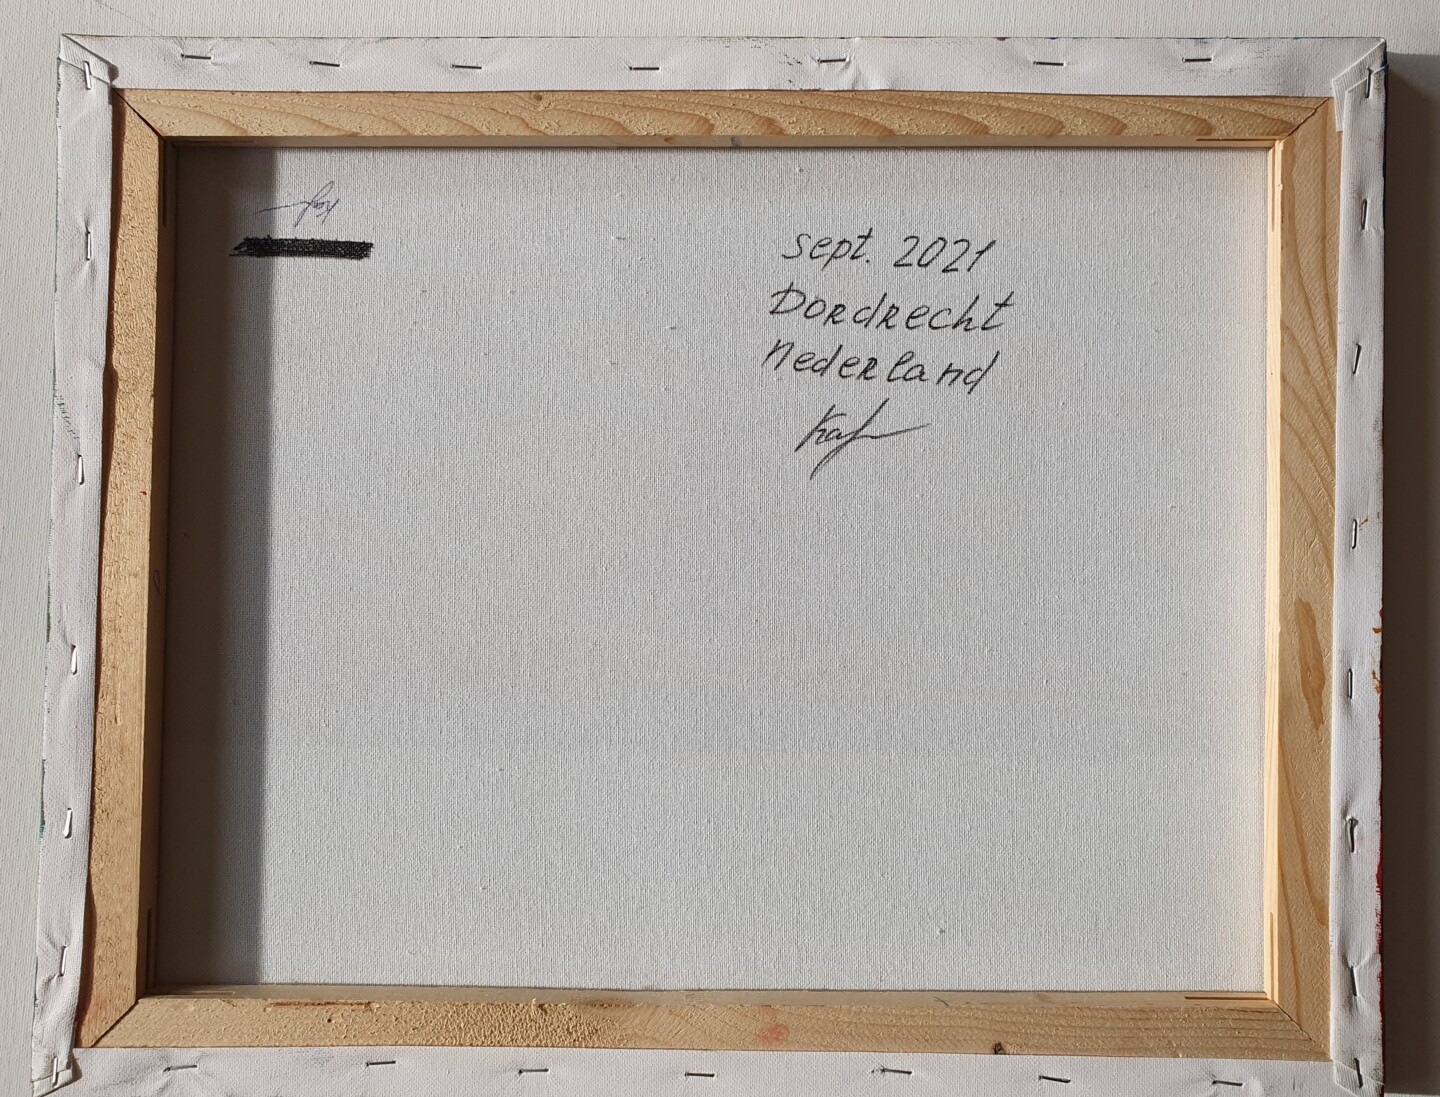 sept. 2021
Dordrecht
nederland